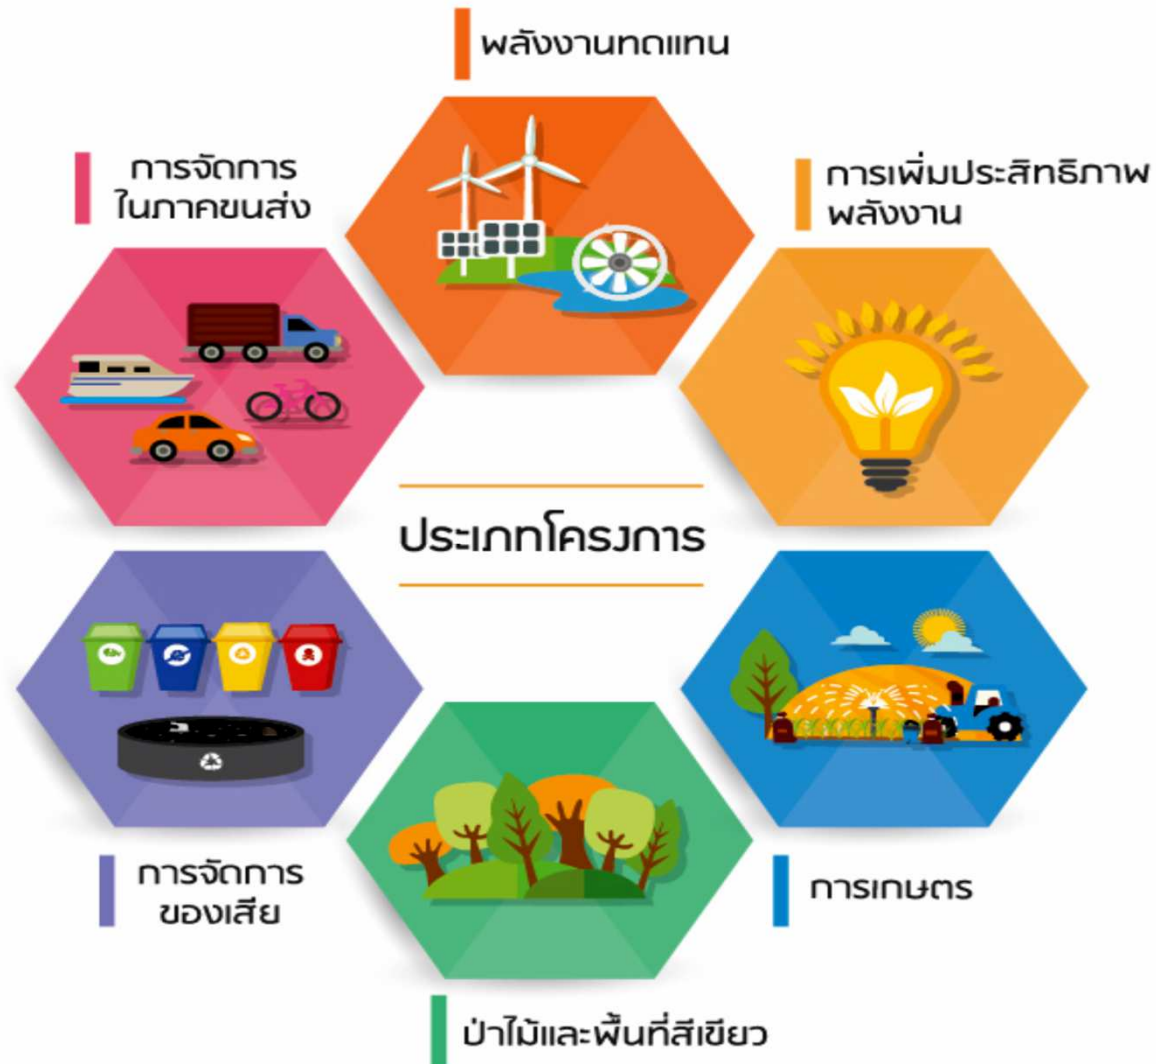 พลังงานทดแทน
การจัดการ
ในภาคขนส่ง
การเพิ่มประสิทธิภาพ
พลังงาน
ประเภทโครงการ
การจัดการ
ของเสีย
การเกษตร
ป่าไม้และพื้นที่สีเขียว